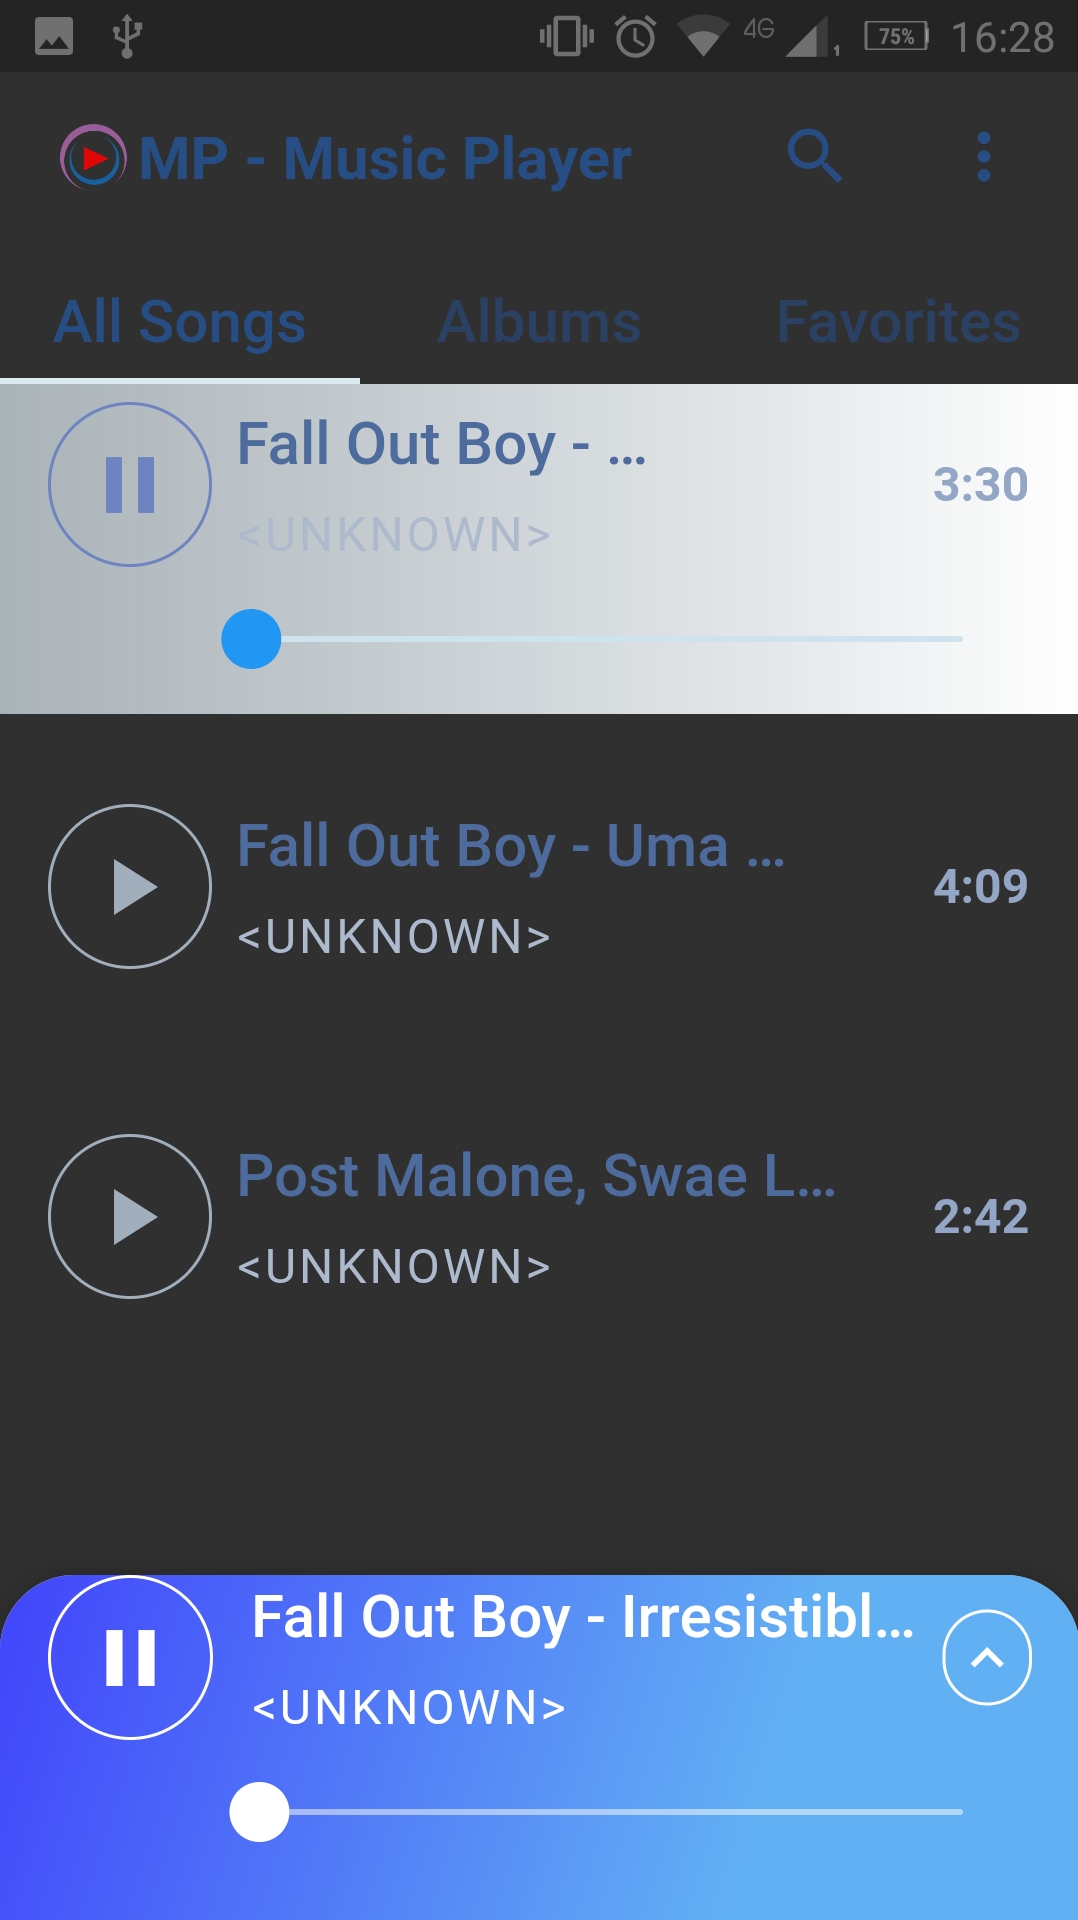 4G 1 75% 16:28
MP - Music Player
All Songs Albums Favorites
Fall Out Boy - ...
3:30
<UNKNOWN>
Fall Out Boy - Uma ...
4:09
<UNKNOWN>
Post Malone, Swae L...
2:42
<UNKNOWN>
Fall Out Boy - Irresistibl...
<UNKNOWN>